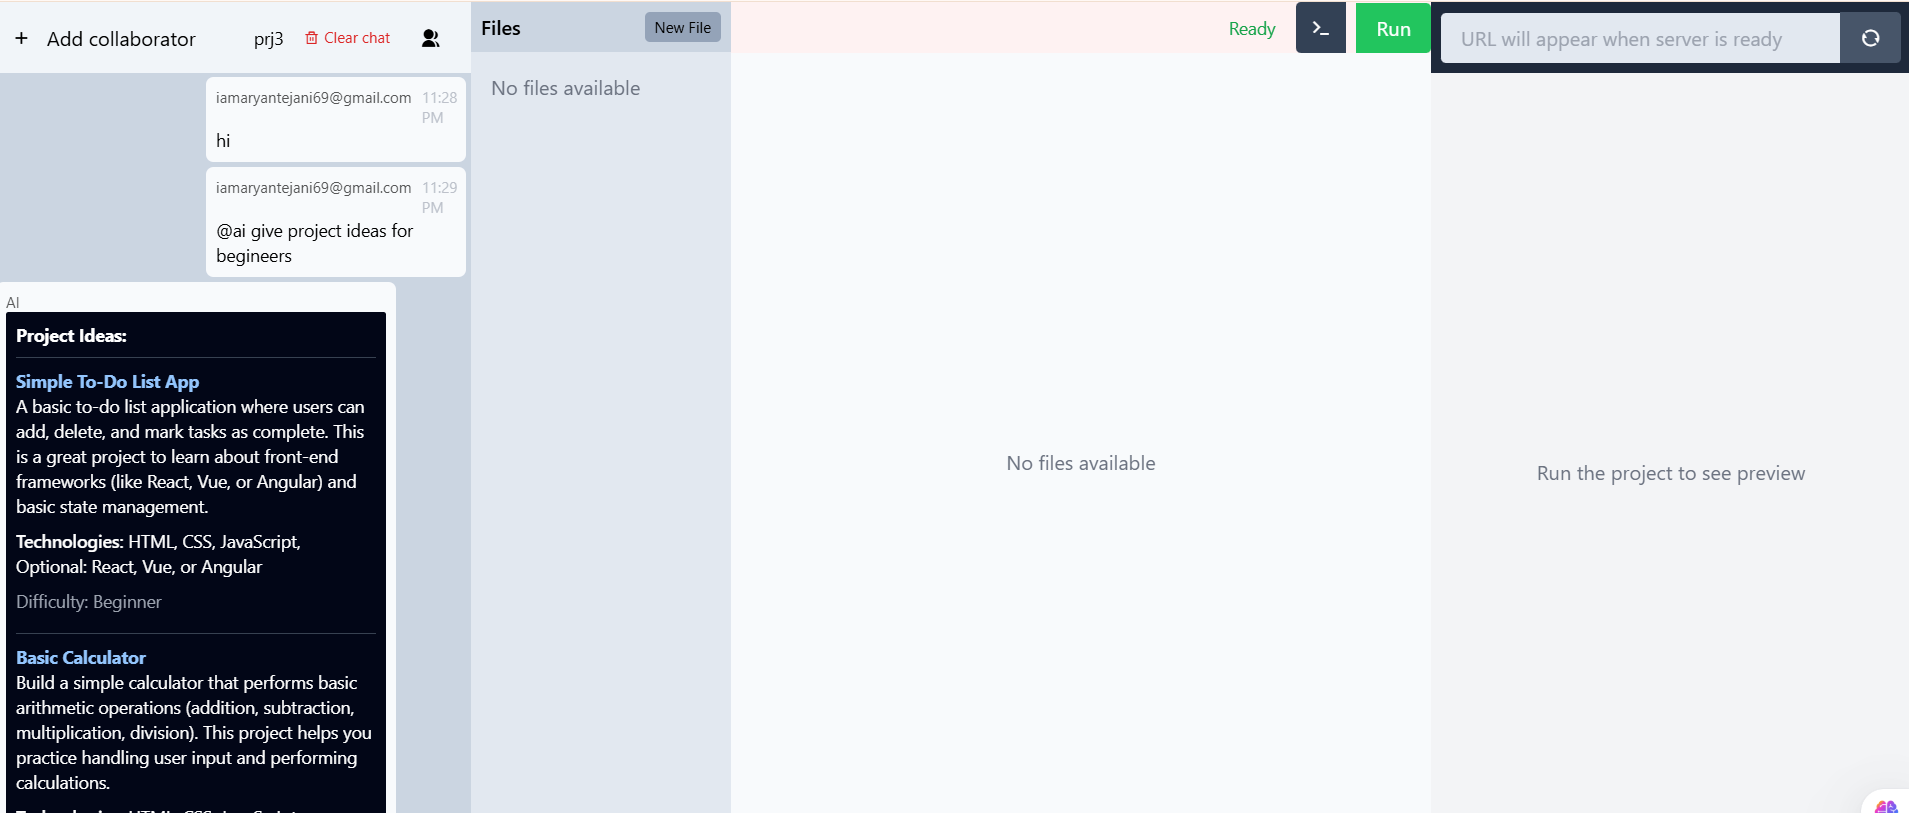 + Add collaborator
prj3
Clear chat
iamaryantejani69@gmail.com 11:28
PM
hi
iamaryantejani69@gmail.com 11:29
PM
@ai give project ideas for
begineers
AI
Project Ideas:
Simple To-Do List App
A basic to-do list application where users can
add, delete, and mark tasks as complete. This
is a great project to learn about front-end
frameworks (like React, Vue, or Angular) and
basic state management.
Technologies: HTML, CSS, JavaScript,
Optional: React, Vue, or Angular
Difficulty: Beginner
Basic Calculator
Build a simple calculator that performs basic
arithmetic operations (addition, subtraction,
multiplication, division). This project helps you
practice handling user input and performing
calculations.
Files
New File
No files available
Ready
>_
Run
No files available
URL will appear when server is ready
Run the project to see preview